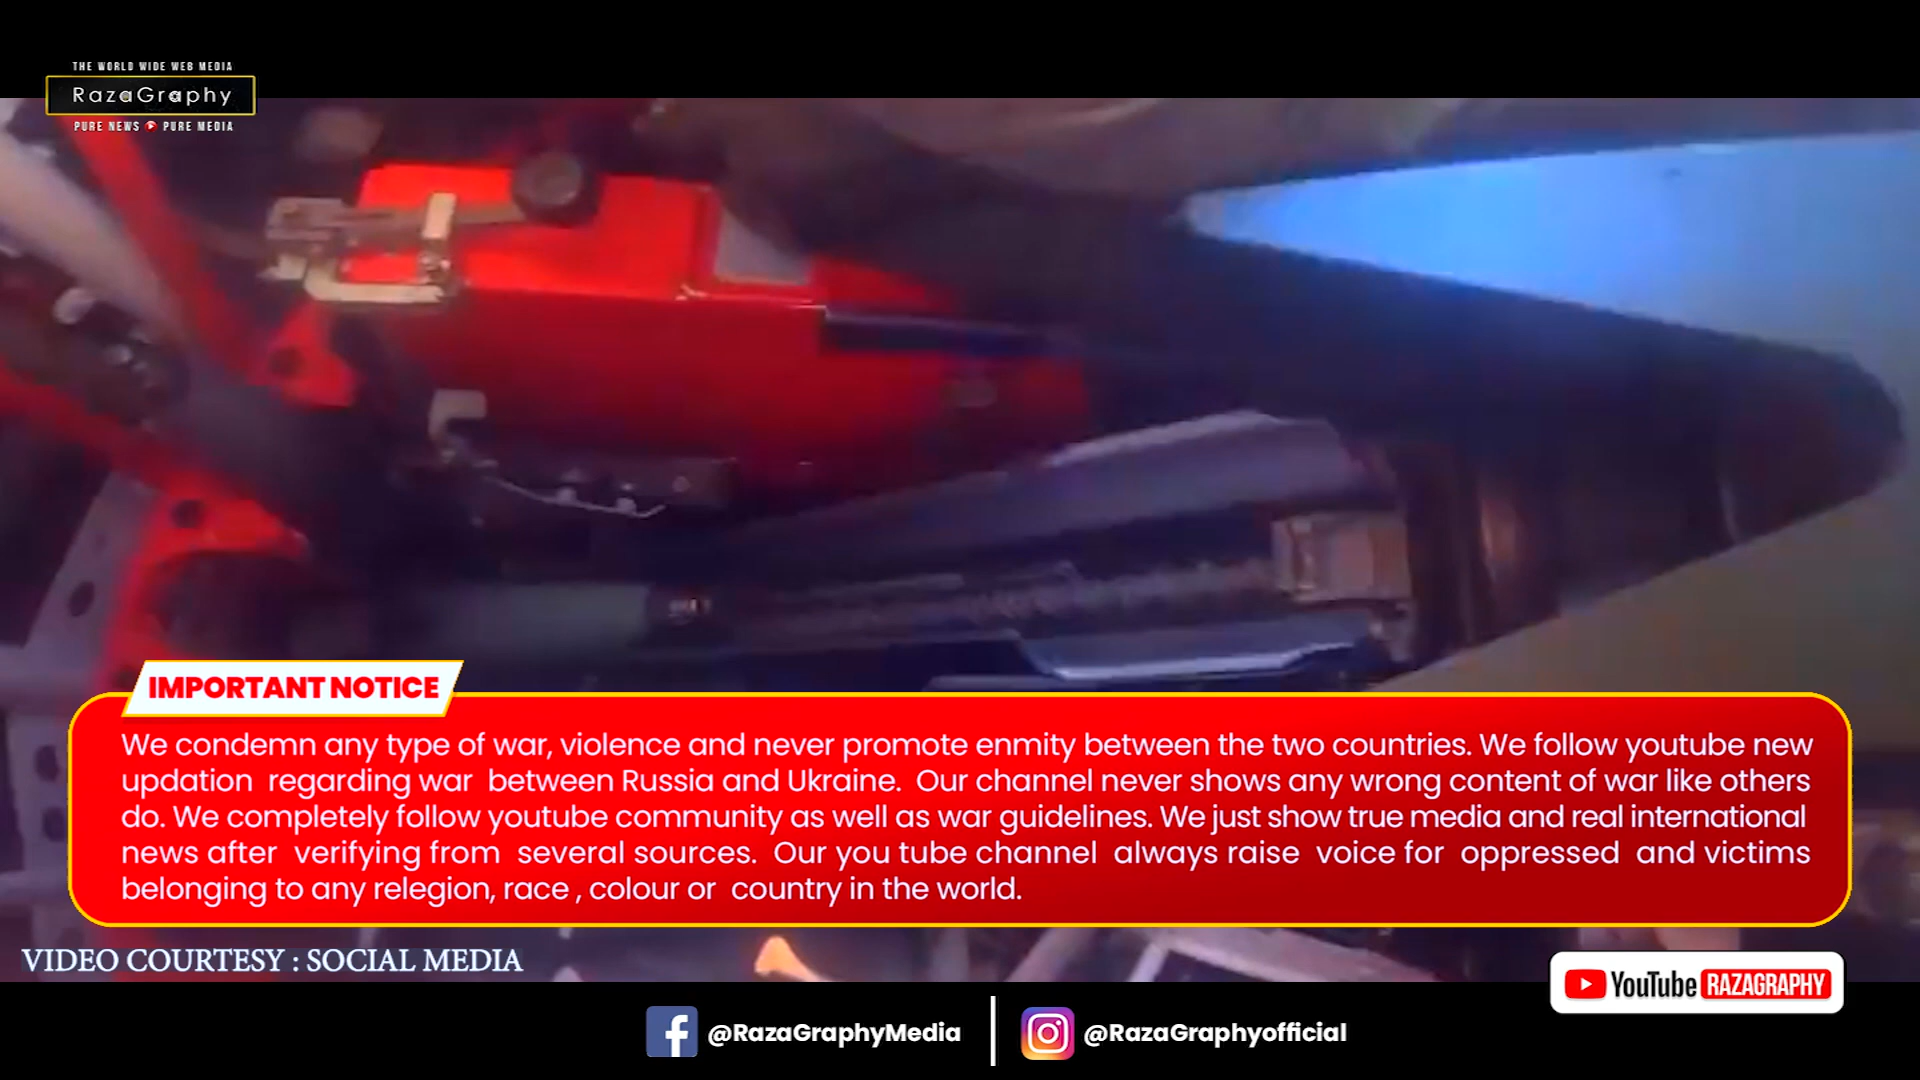 THE WORLD WIDE WEB MEDIA
RazaGraphy
PURE NEWS PURE MEDIA
IMPORTANT NOTICE
We condemn any type of war, violence and never promote enmity between the two countries. We follow youtube new
updation regarding war between Russia and Ukraine. Our channel never shows any wrong content of war like others
do. We completely follow youtube community as well as war guidelines. We just show true media and real international
news after verifying from several sources. Our you tube channel always raise voice for oppressed and victims
belonging to any relegion, race , colour or country in the world.
VIDEO COURTESY : SOCIAL MEDIA
YouTube RAZAGRAPHY
@RazaGraphyMedia
@RazaGraphyofficial